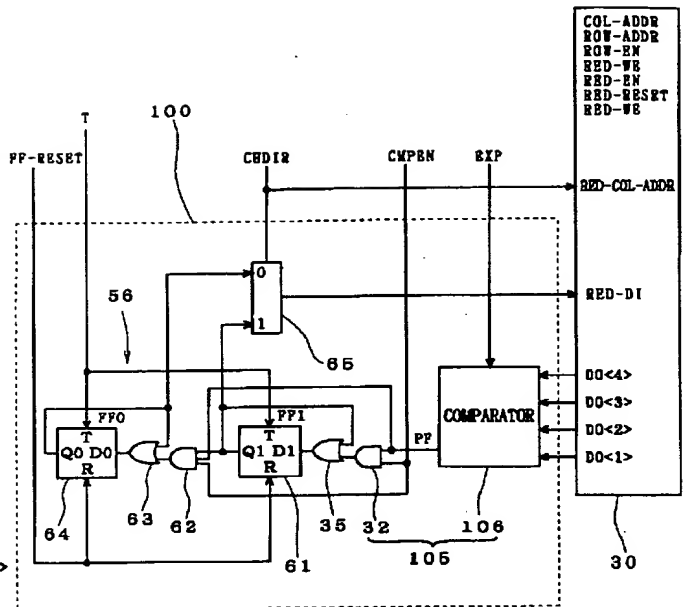 COL-ADDR
ROW-ADDR
ROW-EN
RED-WE
RED-EN
RED-RESET
RED-WE
T
100
FF-RESET
CHDIR
CMPEN
EXP
RED-COL-ADDR
0
1
65
RED-DI
56
DO<4>
DO<3>
DO<2>
DO<1>
COMPARATOR
FF0
T
Q0 D0
R
FF1
T
Q1 D1
R
PF
64
63
62
61
35
32
106
105
30
>